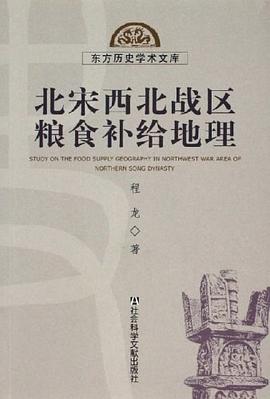 东方历史学术文库
北宋西北战区
粮食补给地理
STUDY ON THE FOOD SUPPLY GEOGRAPHY IN NORTHWEST WAR AREA OF
NORTHERN SONG DYNASTY
程 龙 ◇ 著
社会科学文献出版社